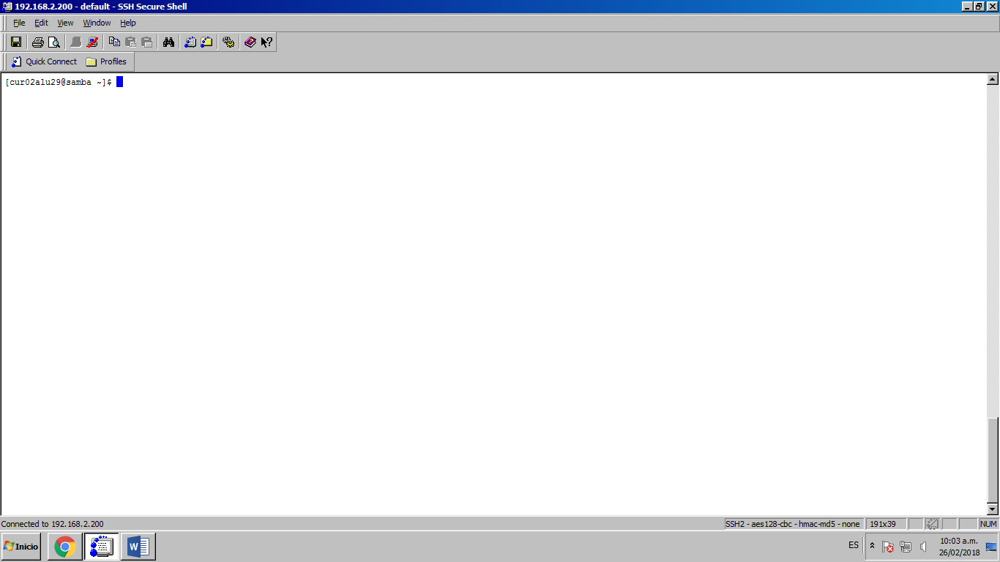 192.168.2.200 - default - SSH Secure Shell
File Edit View Window Help
Quick Connect Profiles
[cur02alu29@samba ~]$
Connected to 192.168.2.200
SSH2 - aes128-cbc - hmac-md5 - none
191x39
NUM
Inicio
ES
10:03 a.m.
26/02/2018